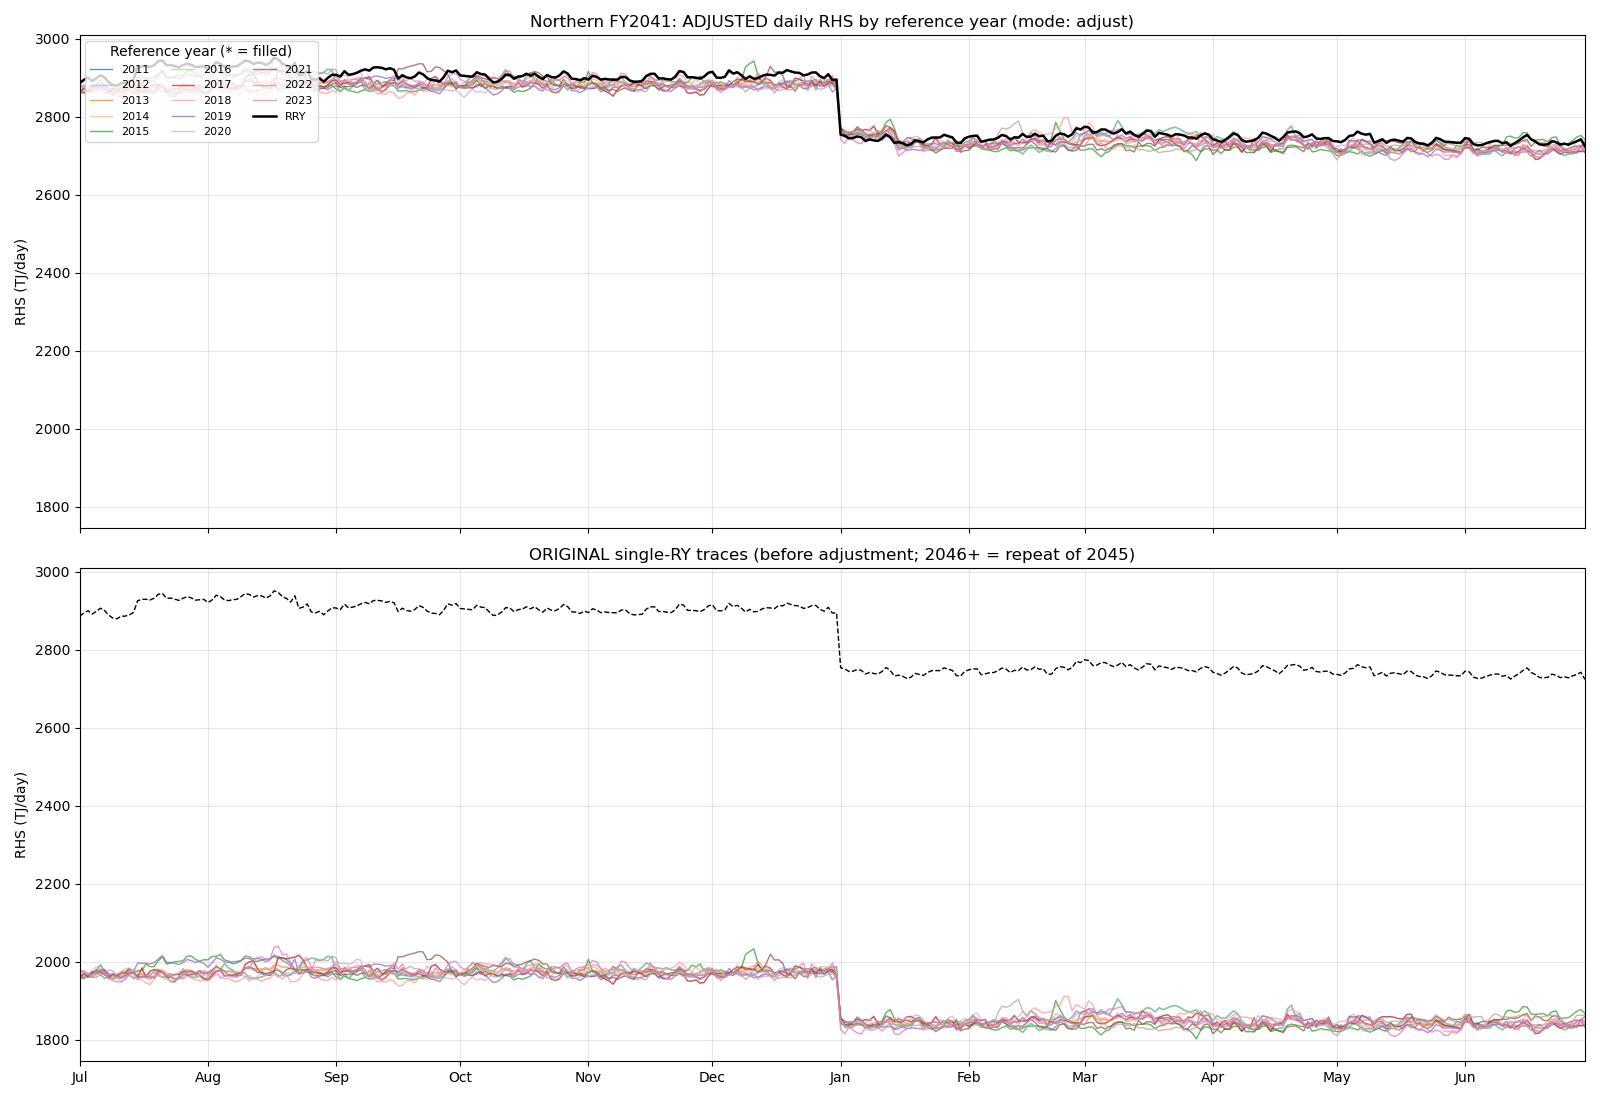 Northern FY2041: ADJUSTED daily RHS by reference year (mode: adjust)
Reference year (* = filled)
2011 2016 2021
2012 2017 2022
2013 2018 2023
2014 2019 RRY
2015 2020
3000
2800
2600
2400
2200
2000
1800
RHS (TJ/day)
ORIGINAL single-RY traces (before adjustment; 2046+ = repeat of 2045)
3000
2800
2600
2400
2200
2000
1800
RHS (TJ/day)
Jul Aug Sep Oct Nov Dec Jan Feb Mar Apr May Jun